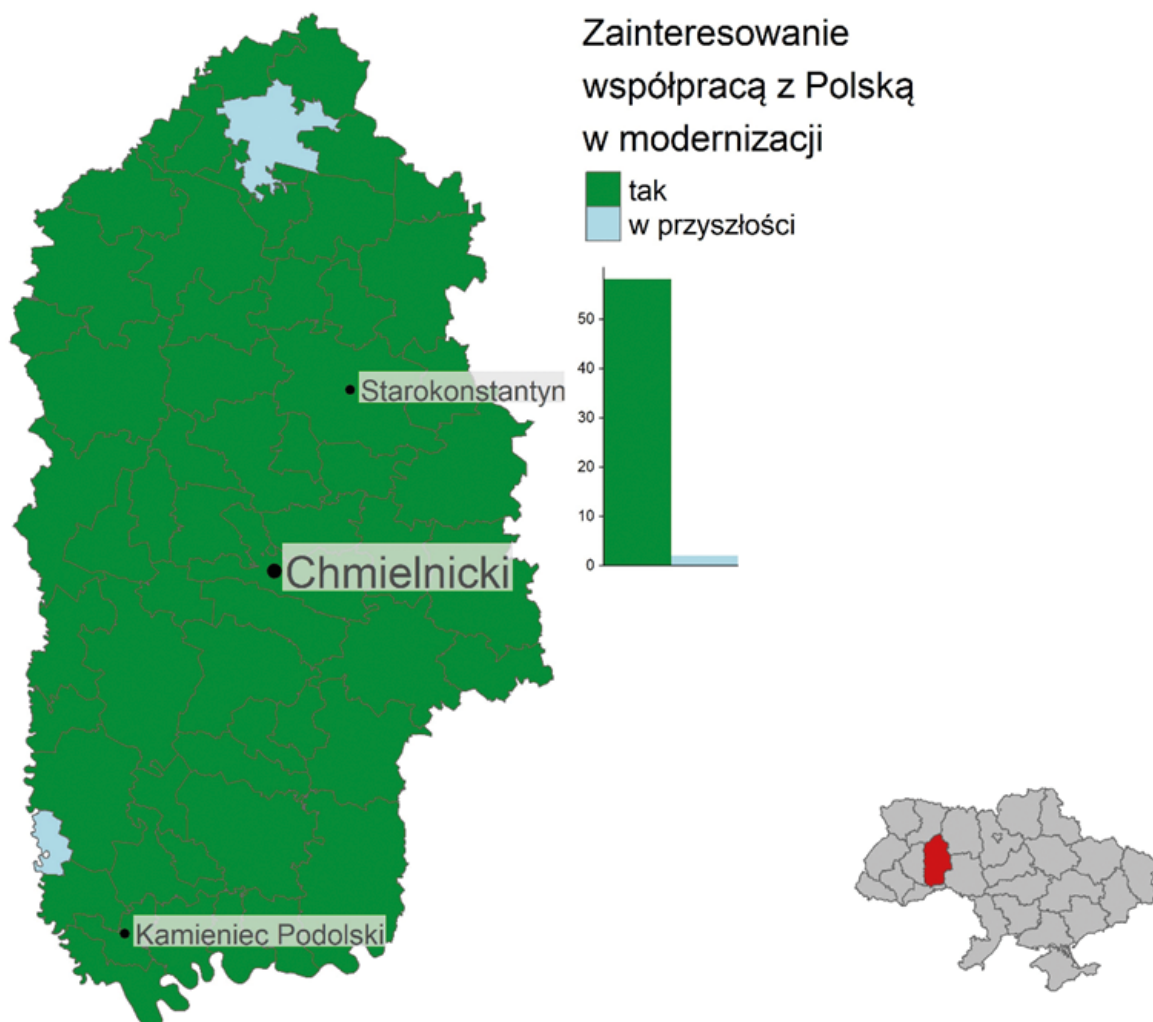 Zainteresowanie
współpracą z Polską
w modernizacji
tak
w przyszłości
50
40
30
20
10
0
Starokonstantyn
Chmielnicki
Kamieniec Podolski